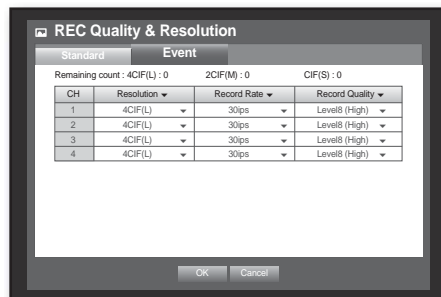 REC Quality & Resolution
Standard Event
Remaining count : 4CIF(L) : 0 2CIF(M) : 0 CIF(S) : 0
CH Resolution Record Rate Record Quality
1 4CIF(L) 30ips Level8 (High)
2 4CIF(L) 30ips Level8 (High)
3 4CIF(L) 30ips Level8 (High)
4 4CIF(L) 30ips Level8 (High)
OK Cancel